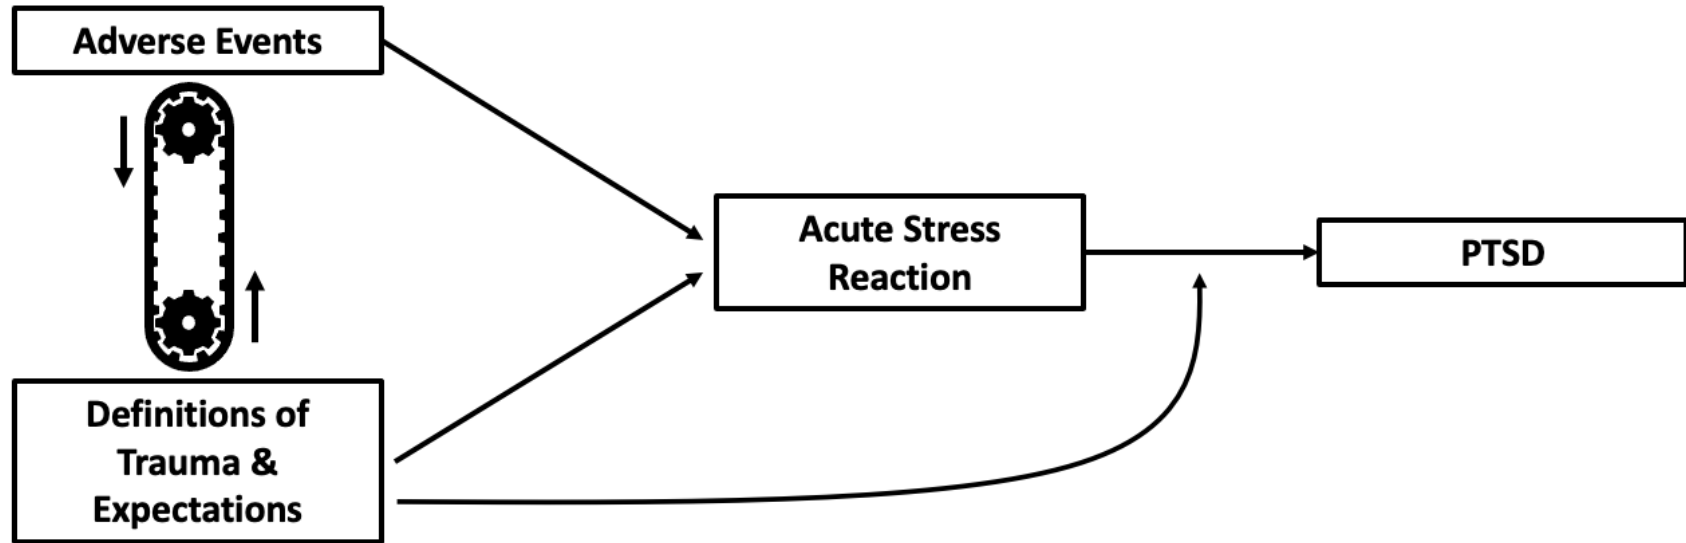 Adverse Events
Acute Stress
Reaction
PTSD
Definitions of
Trauma &
Expectations